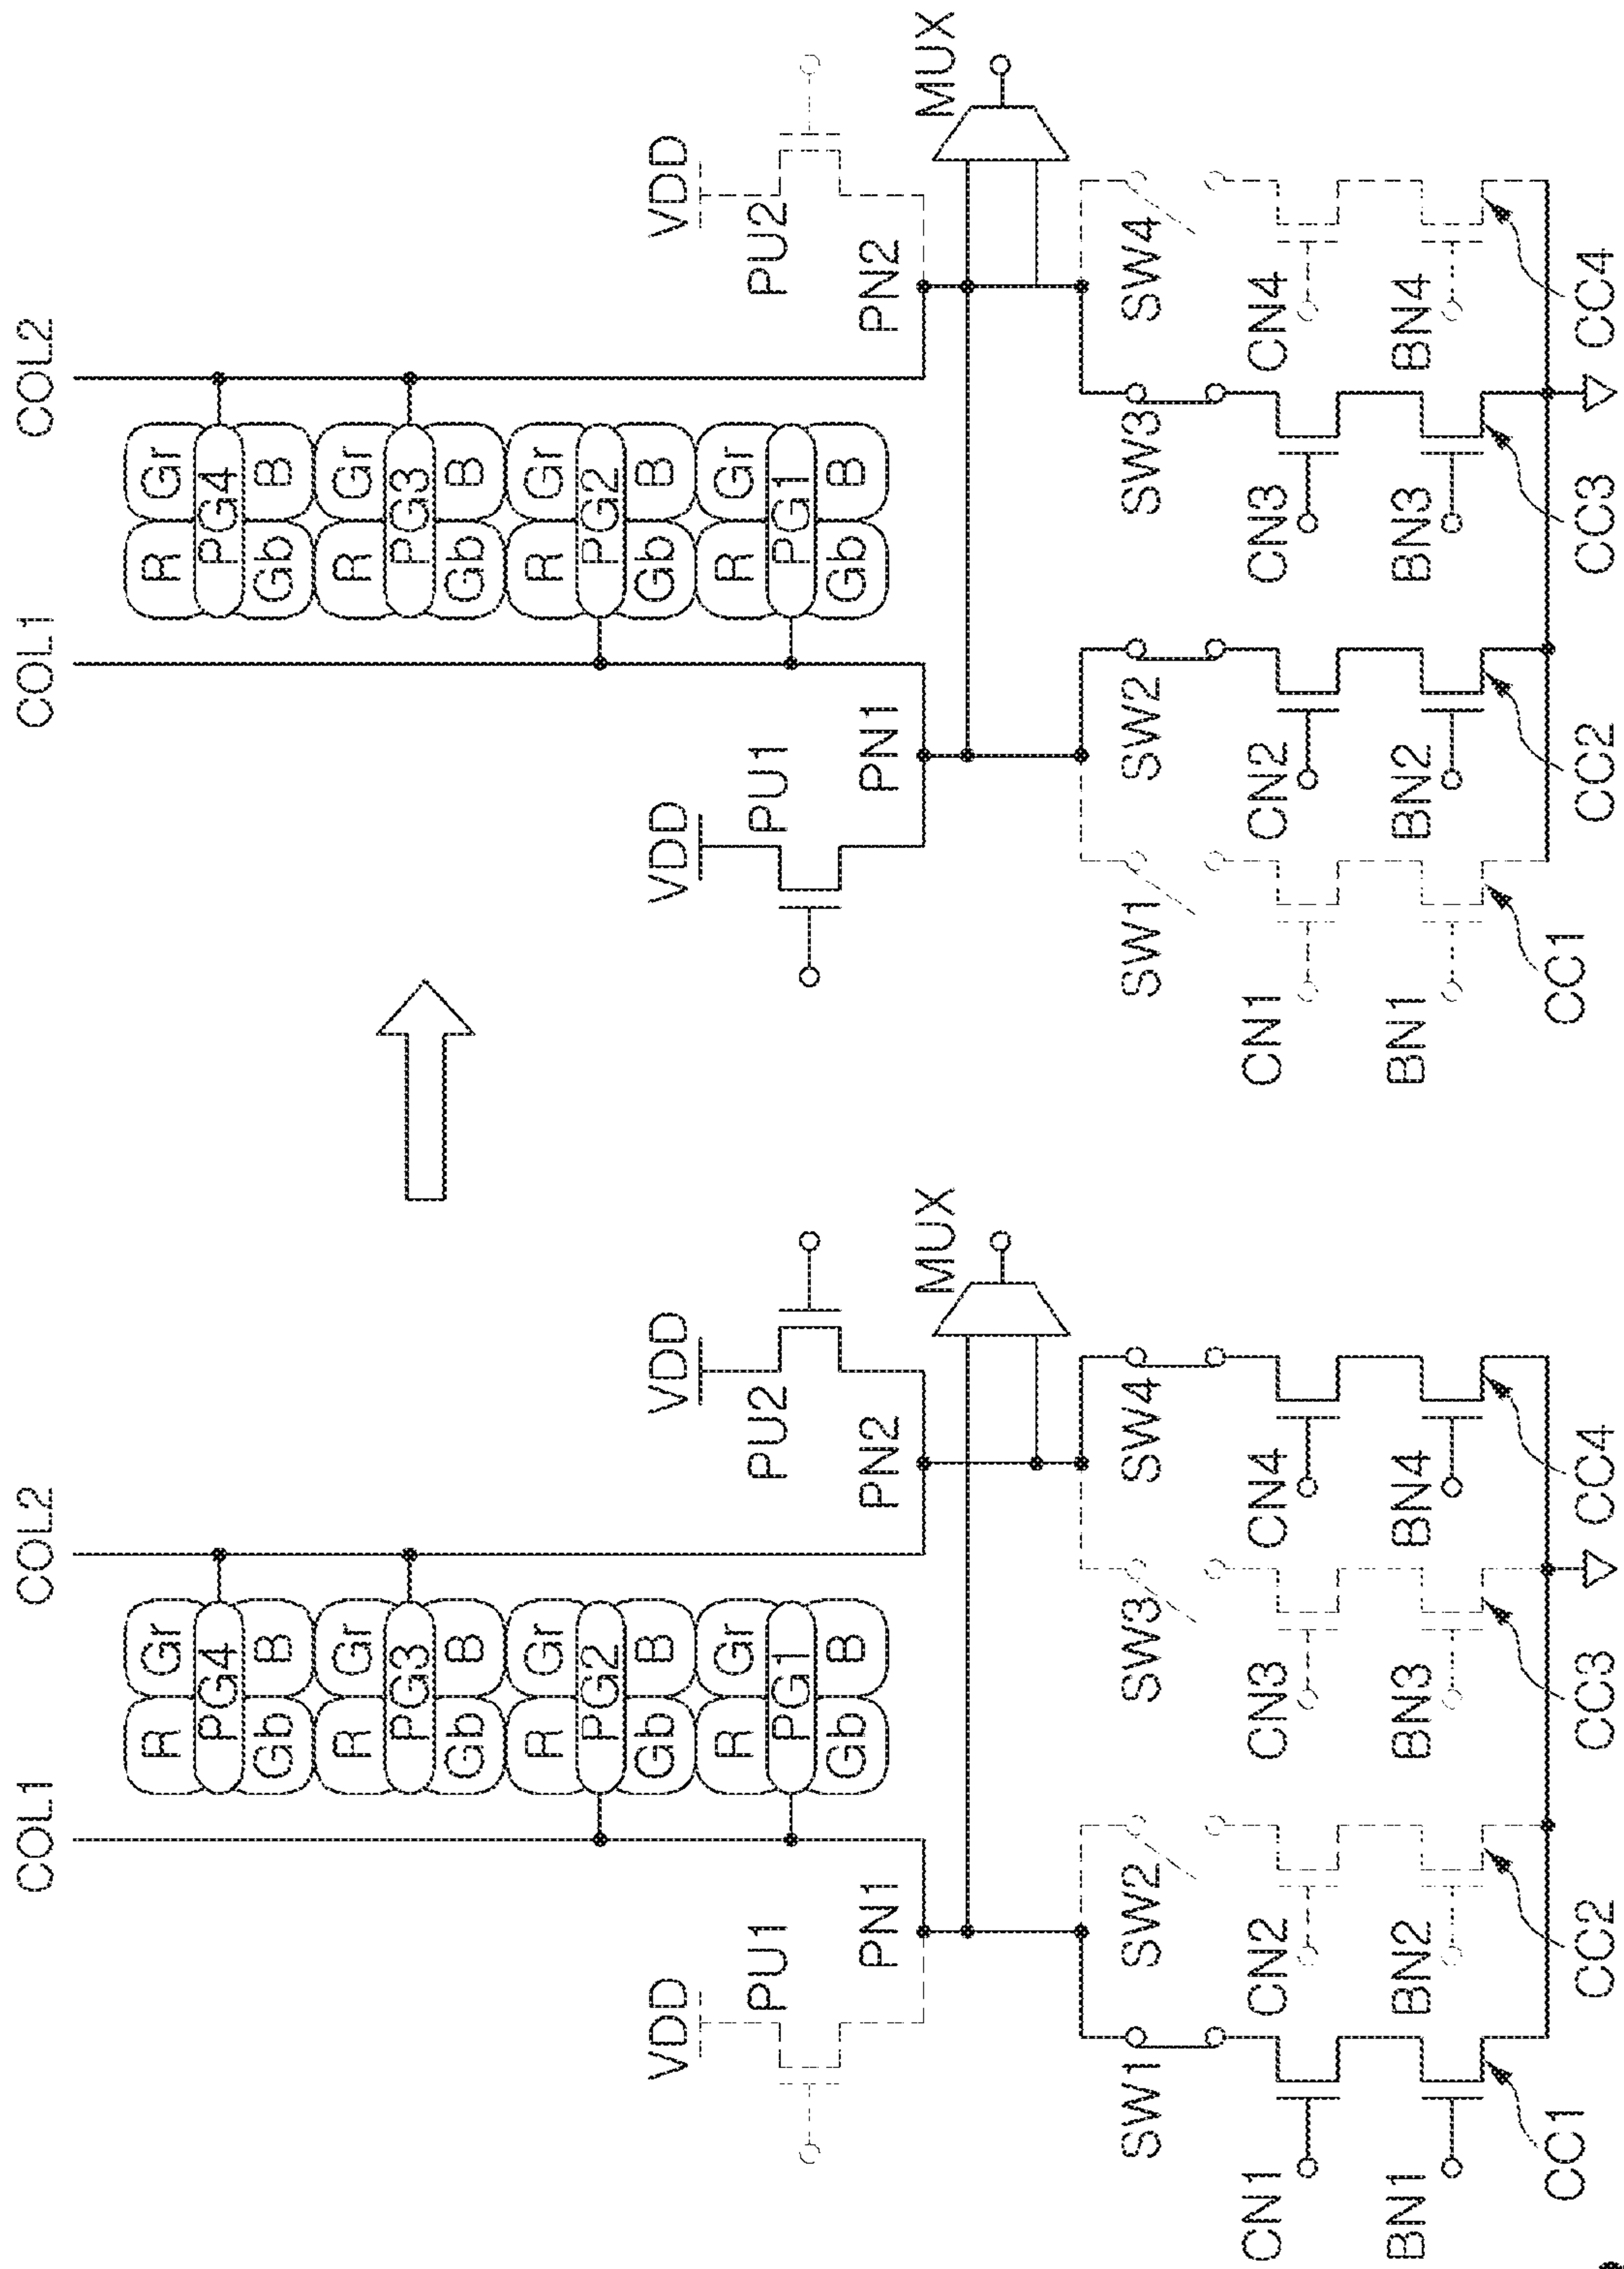 COL1 COL2
R Gr
PG4
Gb B
R Gr
PG3
Gb B
R Gr
PG2
Gb B
R Gr
PG1
Gb B
VDD VDD
PU1 PU2
PN1 PN2
MUX
SW1 SW2 SW3 SW4
CN1 CN2 CN3 CN4
BN1 BN2 BN3 BN4
CC1 CC2 CC3 CC4
COL1 COL2
R Gr
PG4
Gb B
R Gr
PG3
Gb B
R Gr
PG2
Gb B
R Gr
PG1
Gb B
VDD VDD
PU1 PU2
PN1 PN2
MUX
SW1 SW2 SW3 SW4
CN1 CN2 CN3 CN4
BN1 BN2 BN3 BN4
CC1 CC2 CC3 CC4